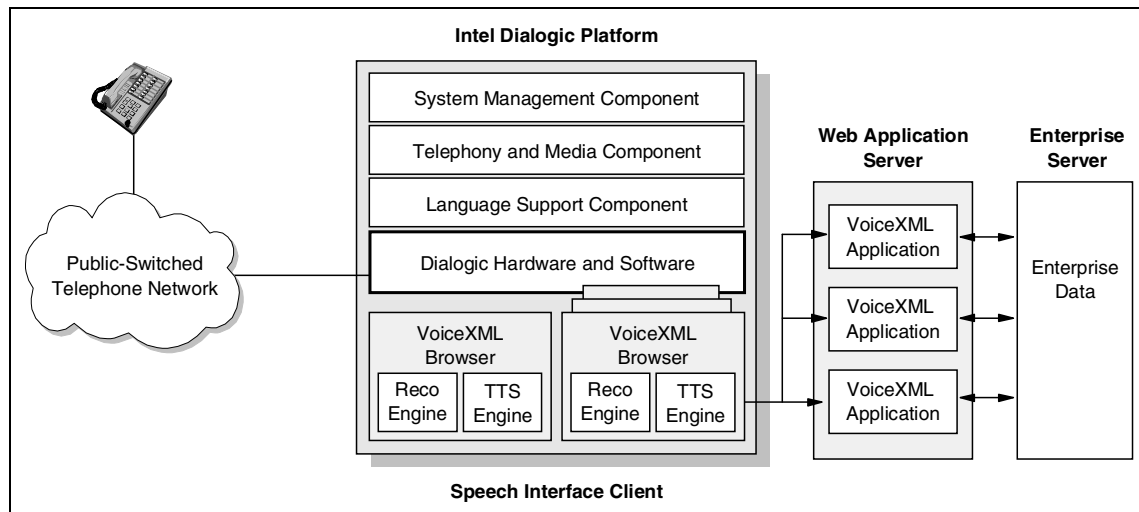 Intel Dialogic Platform
System Management Component
Telephony and Media Component
Language Support Component
Dialogic Hardware and Software
Public-Switched
Telephone Network
VoiceXML
Browser
Reco
Engine
TTS
Engine
VoiceXML
Browser
Reco
Engine
TTS
Engine
Speech Interface Client
Web Application
Server
VoiceXML
Application
VoiceXML
Application
VoiceXML
Application
Enterprise
Server
Enterprise
Data